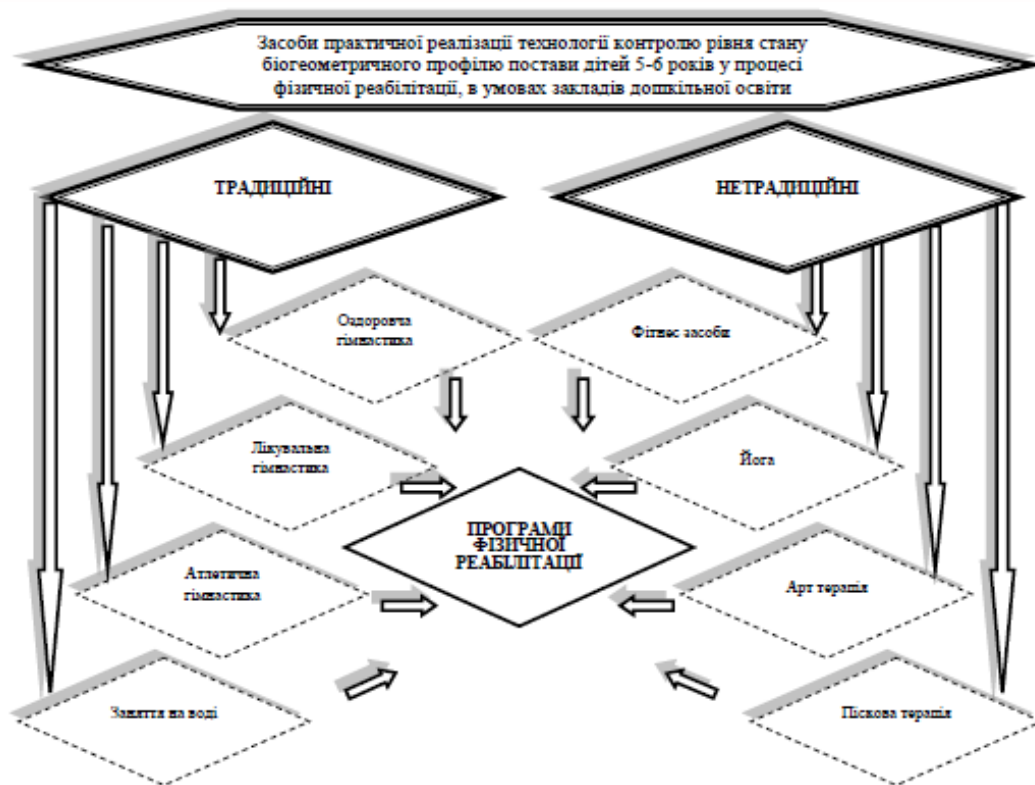 Засоби практичної реалізації технології контролю рівня стану
біогеометричного профілю постави дітей 5-6 років у процесі
фізичної реабілітації, в умовах закладів дошкільної освіти
ТРАДИЦІЙНІ
НЕТРАДИЦІЙНІ
Оздоровча
гімнастика
Фітнес засоби
Лікувальна
гімнастика
Йога
ПРОГРАМИ
ФІЗИЧНОЇ
РЕАБІЛІТАЦІЇ
Атлетична
гімнастика
Арт терапія
Заняття на воді
Піскова терапія